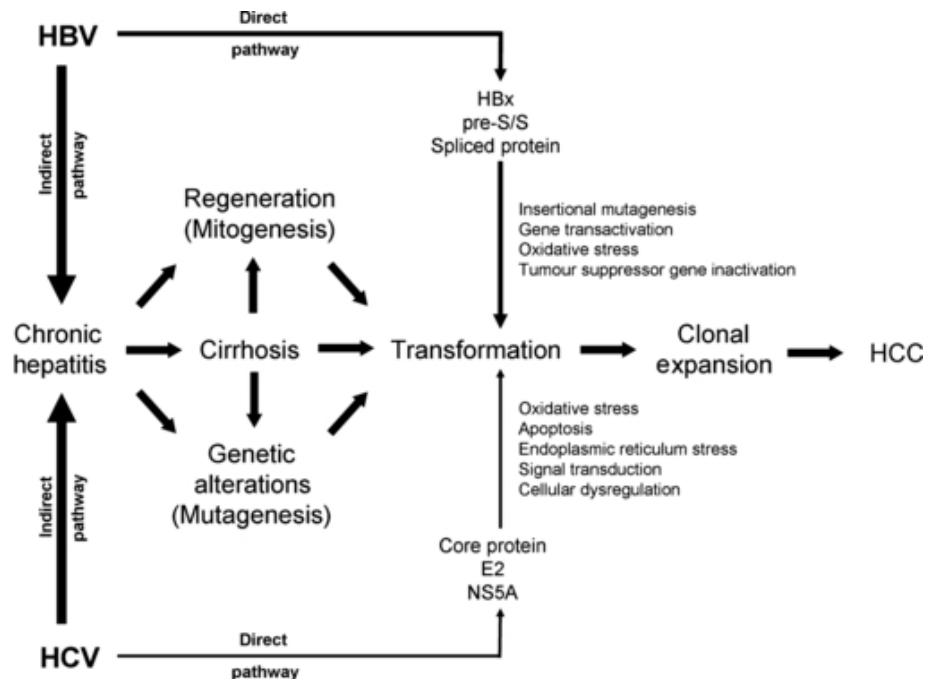 HBV
Direct
pathway
HBx
pre-S/S
Spliced protein
Indirect
pathway
Regeneration
(Mitogenesis)
Insertional mutagenesis
Gene transactivation
Oxidative stress
Tumour suppressor gene inactivation
Chronic
hepatitis
Cirrhosis
Transformation
Clonal
expansion
HCC
Genetic
alterations
(Mutagenesis)
Oxidative stress
Apoptosis
Endoplasmic reticulum stress
Signal transduction
Cellular dysregulation
Indirect
pathway
Core protein
E2
NS5A
HCV
Direct
pathway